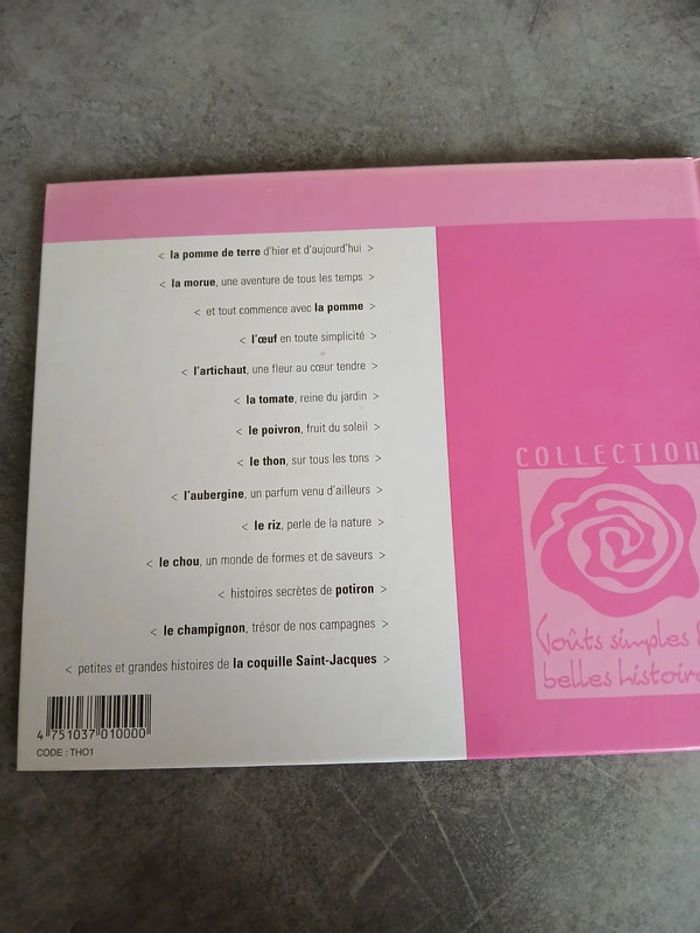 < la pomme de terre d'hier et d'aujourd'hui >
< la morue, une aventure de tous les temps >
< et tout commence avec la pomme >
< l'œuf en toute simplicité >
< l'artichaut, une fleur au cœur tendre >
< la tomate, reine du jardin >
< le poivron, fruit du soleil >
< le thon, sur tous les tons >
< l'aubergine, un parfum venu d'ailleurs >
< le riz, perle de la nature >
< le chou, un monde de formes et de saveurs >
< histoires secrètes de potiron >
< le champignon, trésor de nos campagnes >
< petites et grandes histoires de la coquille Saint-Jacques >
4 751037 010000
CODE : THO1
COLLECTION
Goûts simples &
belles histoire